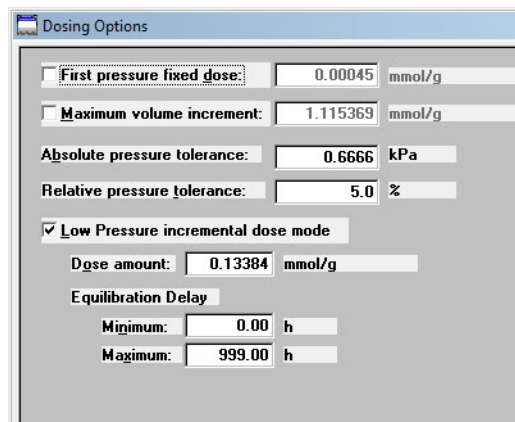 Dosing Options
First pressure fixed dose: 0.00045 mmol/g
Maximum volume increment: 1.115369 mmol/g
Absolute pressure tolerance: 0.6666 kPa
Relative pressure tolerance: 5.0 %
Low Pressure incremental dose mode
Dose amount: 0.13384 mmol/g
Equilibration Delay
Minimum: 0.00 h
Maximum: 999.00 h